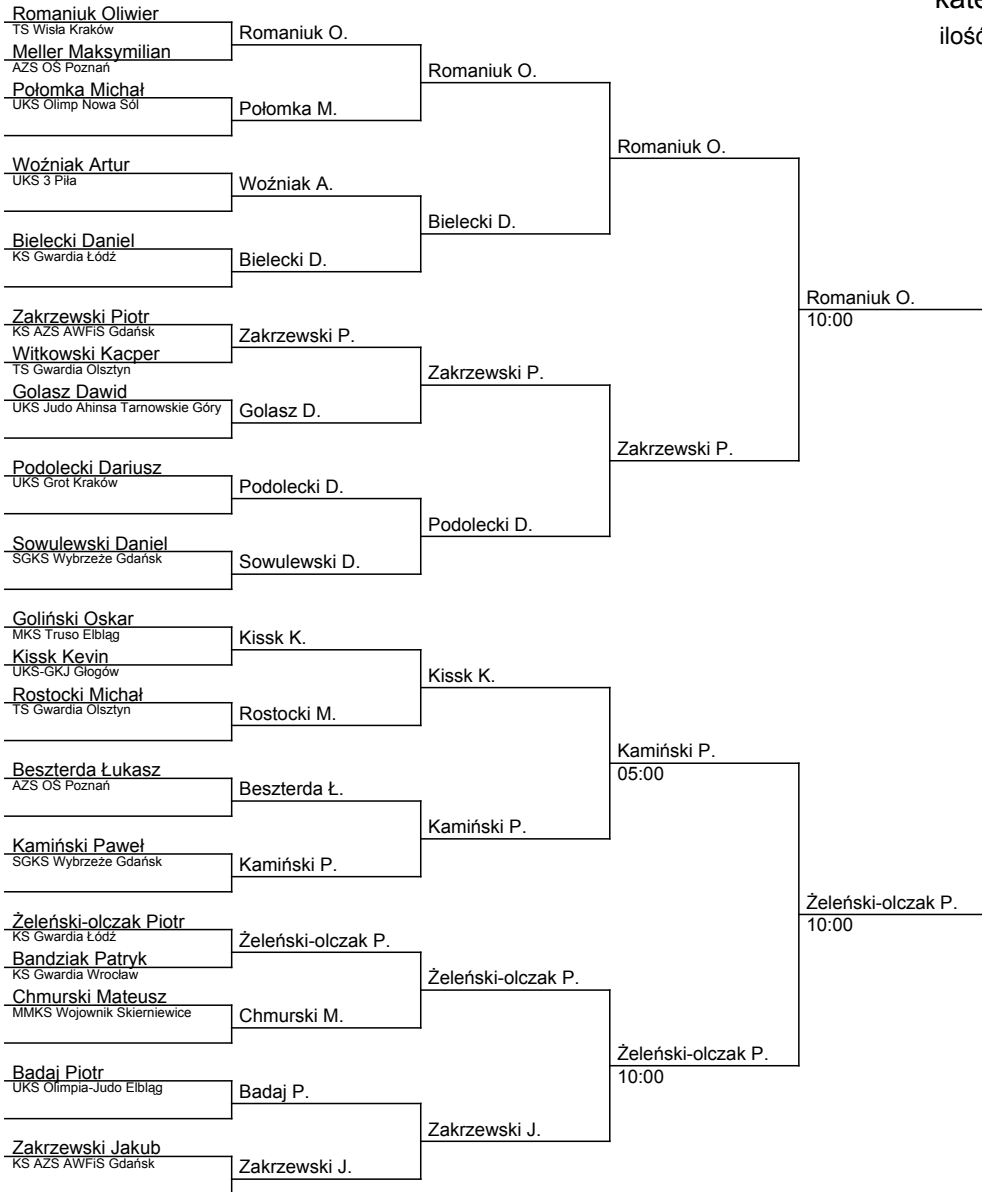 kate
ilość
Romaniuk Oliwier
TS Wisła Kraków
Meller Maksymilian
AZS OŚ Poznań
Połomka Michał
UKS Olimp Nowa Sól
Woźniak Artur
UKS 3 Piła
Bielecki Daniel
KS Gwardia Łódź
Zakrzewski Piotr
KS AZS AWFiS Gdańsk
Witkowski Kacper
TS Gwardia Olsztyn
Golasz Dawid
UKS Judo Ahinsa Tarnowskie Góry
Podolecki Dariusz
UKS Grot Kraków
Sowulewski Daniel
SGKS Wybrzeże Gdańsk
Goliński Oskar
MKS Truso Elbląg
Kissk Kevin
UKS-GKJ Głogów
Rostocki Michał
TS Gwardia Olsztyn
Beszterda Łukasz
AZS OŚ Poznań
Kamiński Paweł
SGKS Wybrzeże Gdańsk
Żeleński-olczak Piotr
KS Gwardia Łódź
Bandziak Patryk
KS Gwardia Wrocław
Chmurski Mateusz
MMKS Wojownik Skierniewice
Badaj Piotr
UKS Olimpia-Judo Elbląg
Zakrzewski Jakub
KS AZS AWFiS Gdańsk
Romaniuk O.
Połomka M.
Woźniak A.
Bielecki D.
Zakrzewski P.
Golasz D.
Podolecki D.
Sowulewski D.
Kissk K.
Rostocki M.
Beszterda Ł.
Kamiński P.
Żeleński-olczak P.
Chmurski M.
Badaj P.
Zakrzewski J.
Romaniuk O.
Bielecki D.
Zakrzewski P.
Podolecki D.
Kissk K.
Kamiński P.
Żeleński-olczak P.
Zakrzewski J.
Romaniuk O.
Zakrzewski P.
Kamiński P.
05:00
Żeleński-olczak P.
10:00
Romaniuk O.
10:00
Żeleński-olczak P.
10:00